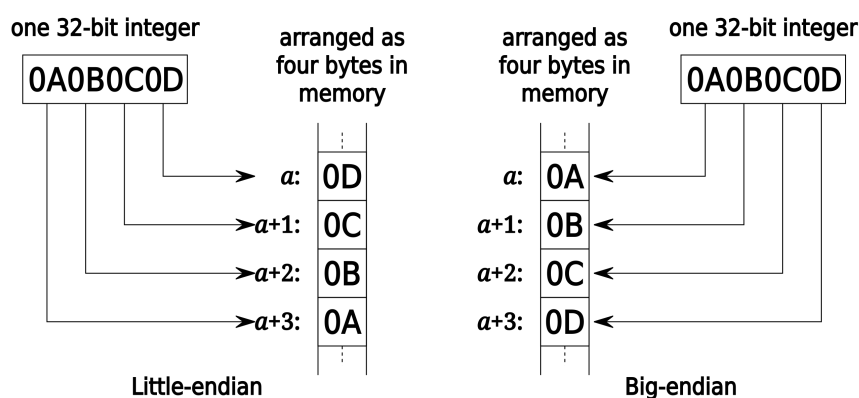 one 32-bit integer
0A0B0C0D
arranged as
four bytes in
memory
a: 0D
a+1: 0C
a+2: 0B
a+3: 0A
Little-endian
arranged as
four bytes in
memory
one 32-bit integer
0A0B0C0D
a: 0A
a+1: 0B
a+2: 0C
a+3: 0D
Big-endian